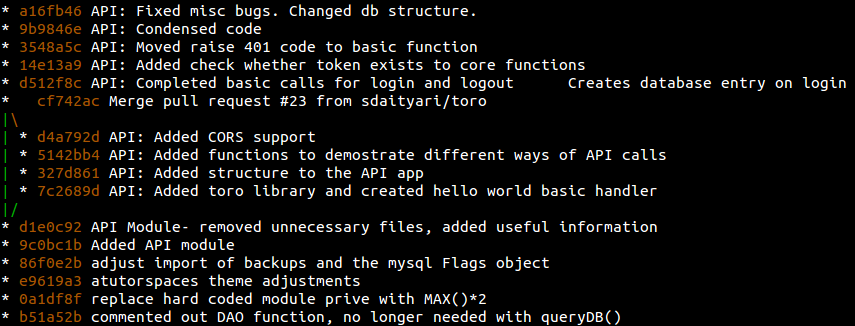 * a16fb46 API: Fixed misc bugs. Changed db structure.
* 9b9846e API: Condensed code
* 3548a5c API: Moved raise 401 code to basic function
* 14e13a9 API: Added check whether token exists to core functions
* d512f8c API: Completed basic calls for login and logout      Creates database entry on login
*   cf742ac Merge pull request #23 from sdaityari/toro
|\
| * d4a792d API: Added CORS support
| * 5142bb4 API: Added functions to demostrate different ways of API calls
| * 327d861 API: Added structure to the API app
| * 7c2689d API: Added toro library and created hello world basic handler
|/
* d1e0c92 API Module- removed unnecessary files, added useful information
* 9c0bc1b Added API module
* 86f0e2b adjust import of backups and the mysql Flags object
* e9619a3 atutorspaces theme adjustments
* 0a1df8f replace hard coded module prive with MAX()*2
* b51a52b commented out DAO function, no longer needed with queryDB()